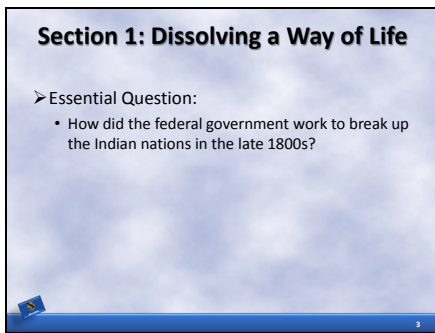 Section 1: Dissolving a Way of Life
➢Essential Question:
• How did the federal government work to break up
the Indian nations in the late 1800s?
3